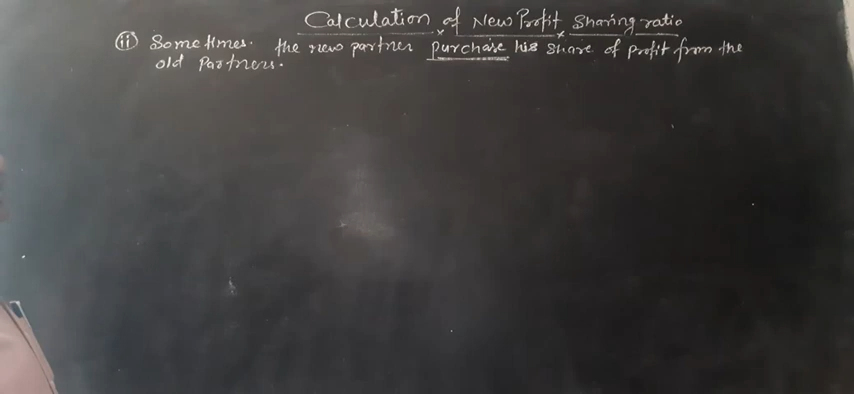 Calculation of New Profit Sharing ratio
(ii) Sometimes. the new partner purchase his share of profit from the
old Partners.